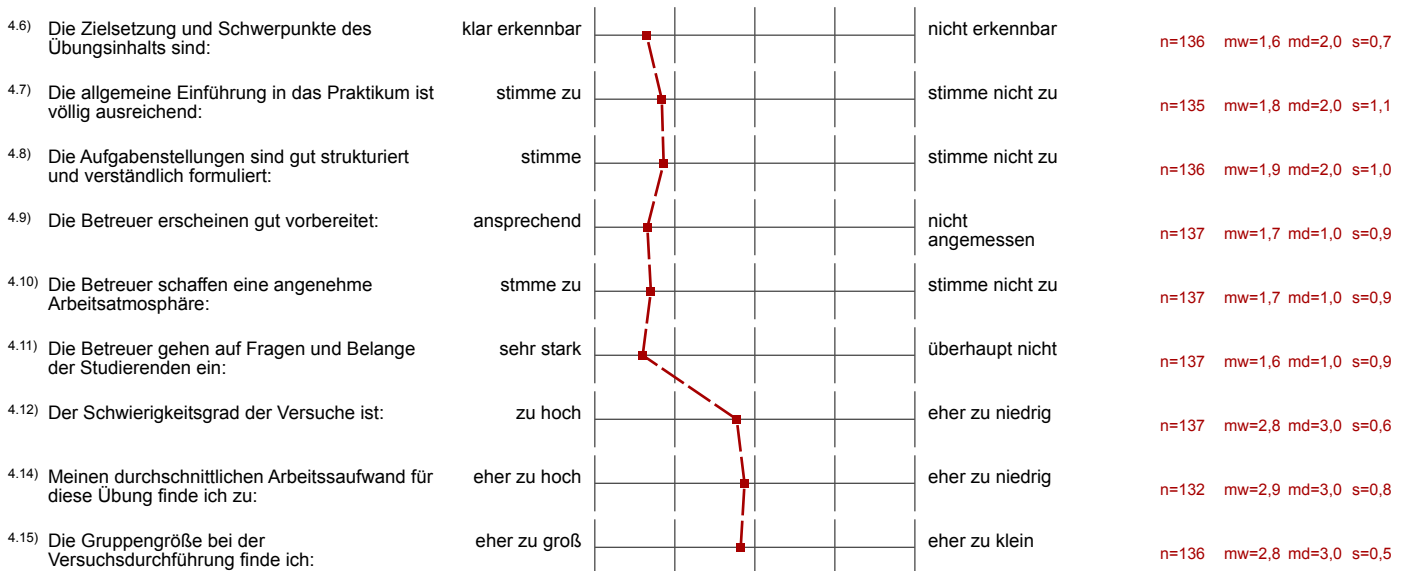 4.6) Die Zielsetzung und Schwerpunkte des Übungsinhalts sind: klar erkennbar nicht erkennbar n=136 mw=1,6 md=2,0 s=0,7
4.7) Die allgemeine Einführung in das Praktikum ist völlig ausreichend: stimme zu stimme nicht zu n=135 mw=1,8 md=2,0 s=1,1
4.8) Die Aufgabenstellungen sind gut strukturiert und verständlich formuliert: stimme stimme nicht zu n=136 mw=1,9 md=2,0 s=1,0
4.9) Die Betreuer erscheinen gut vorbereitet: ansprechend nicht angemessen n=137 mw=1,7 md=1,0 s=0,9
4.10) Die Betreuer schaffen eine angenehme Arbeitsatmosphäre: stmme zu stimme nicht zu n=137 mw=1,7 md=1,0 s=0,9
4.11) Die Betreuer gehen auf Fragen und Belange der Studierenden ein: sehr stark überhaupt nicht n=137 mw=1,6 md=1,0 s=0,9
4.12) Der Schwierigkeitsgrad der Versuche ist: zu hoch eher zu niedrig n=137 mw=2,8 md=3,0 s=0,6
4.14) Meinen durchschnittlichen Arbeitssaufwand für diese Übung finde ich zu: eher zu hoch eher zu niedrig n=132 mw=2,9 md=3,0 s=0,8
4.15) Die Gruppengröße bei der Versuchsdurchführung finde ich: eher zu groß eher zu klein n=136 mw=2,8 md=3,0 s=0,5